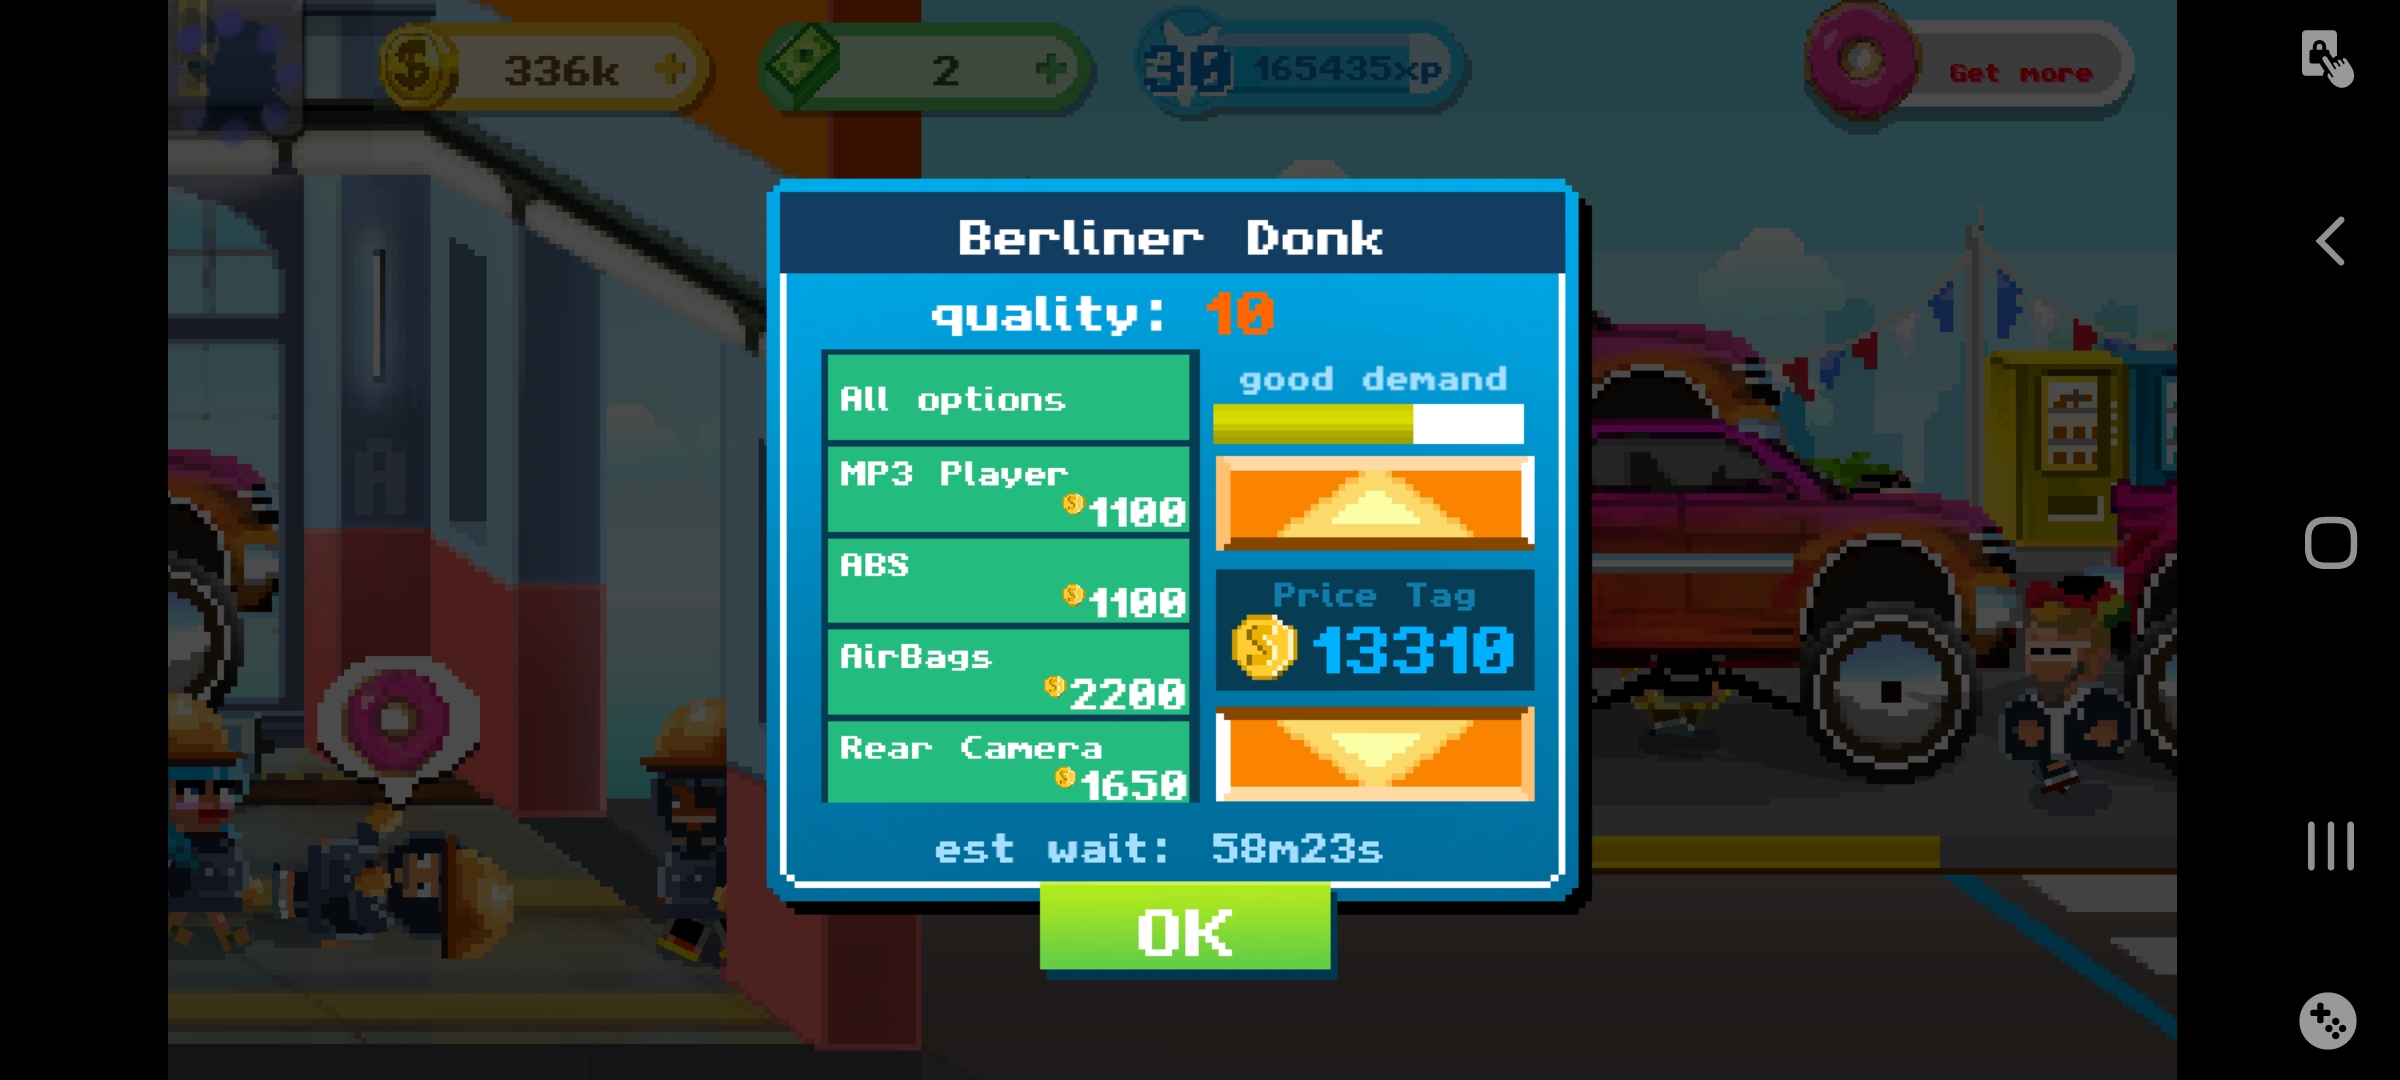 336k
2
30 165435xp
Get more
Berliner Donk
quality: 10
All options
good demand
MP3 Player
1100
ABS
1100
Price Tag
13310
AirBags
2200
Rear Camera
1650
est wait: 58m23s
OK